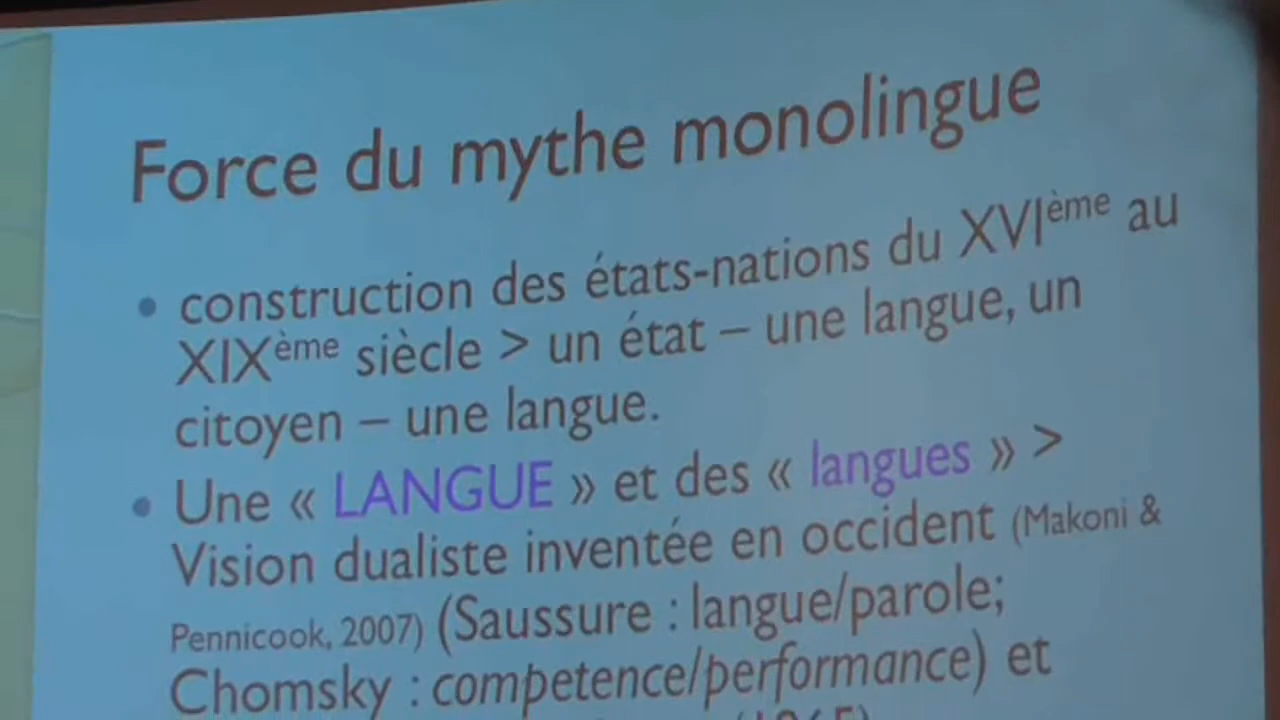 Force du mythe monolingue
• construction des états-nations du XVIème au
XIXème siècle > un état – une langue, un
citoyen – une langue.
• Une « LANGUE » et des « langues » >
Vision dualiste inventée en occident (Makoni &
Pennicook, 2007) (Saussure : langue/parole;
Chomsky : competence/performance) et